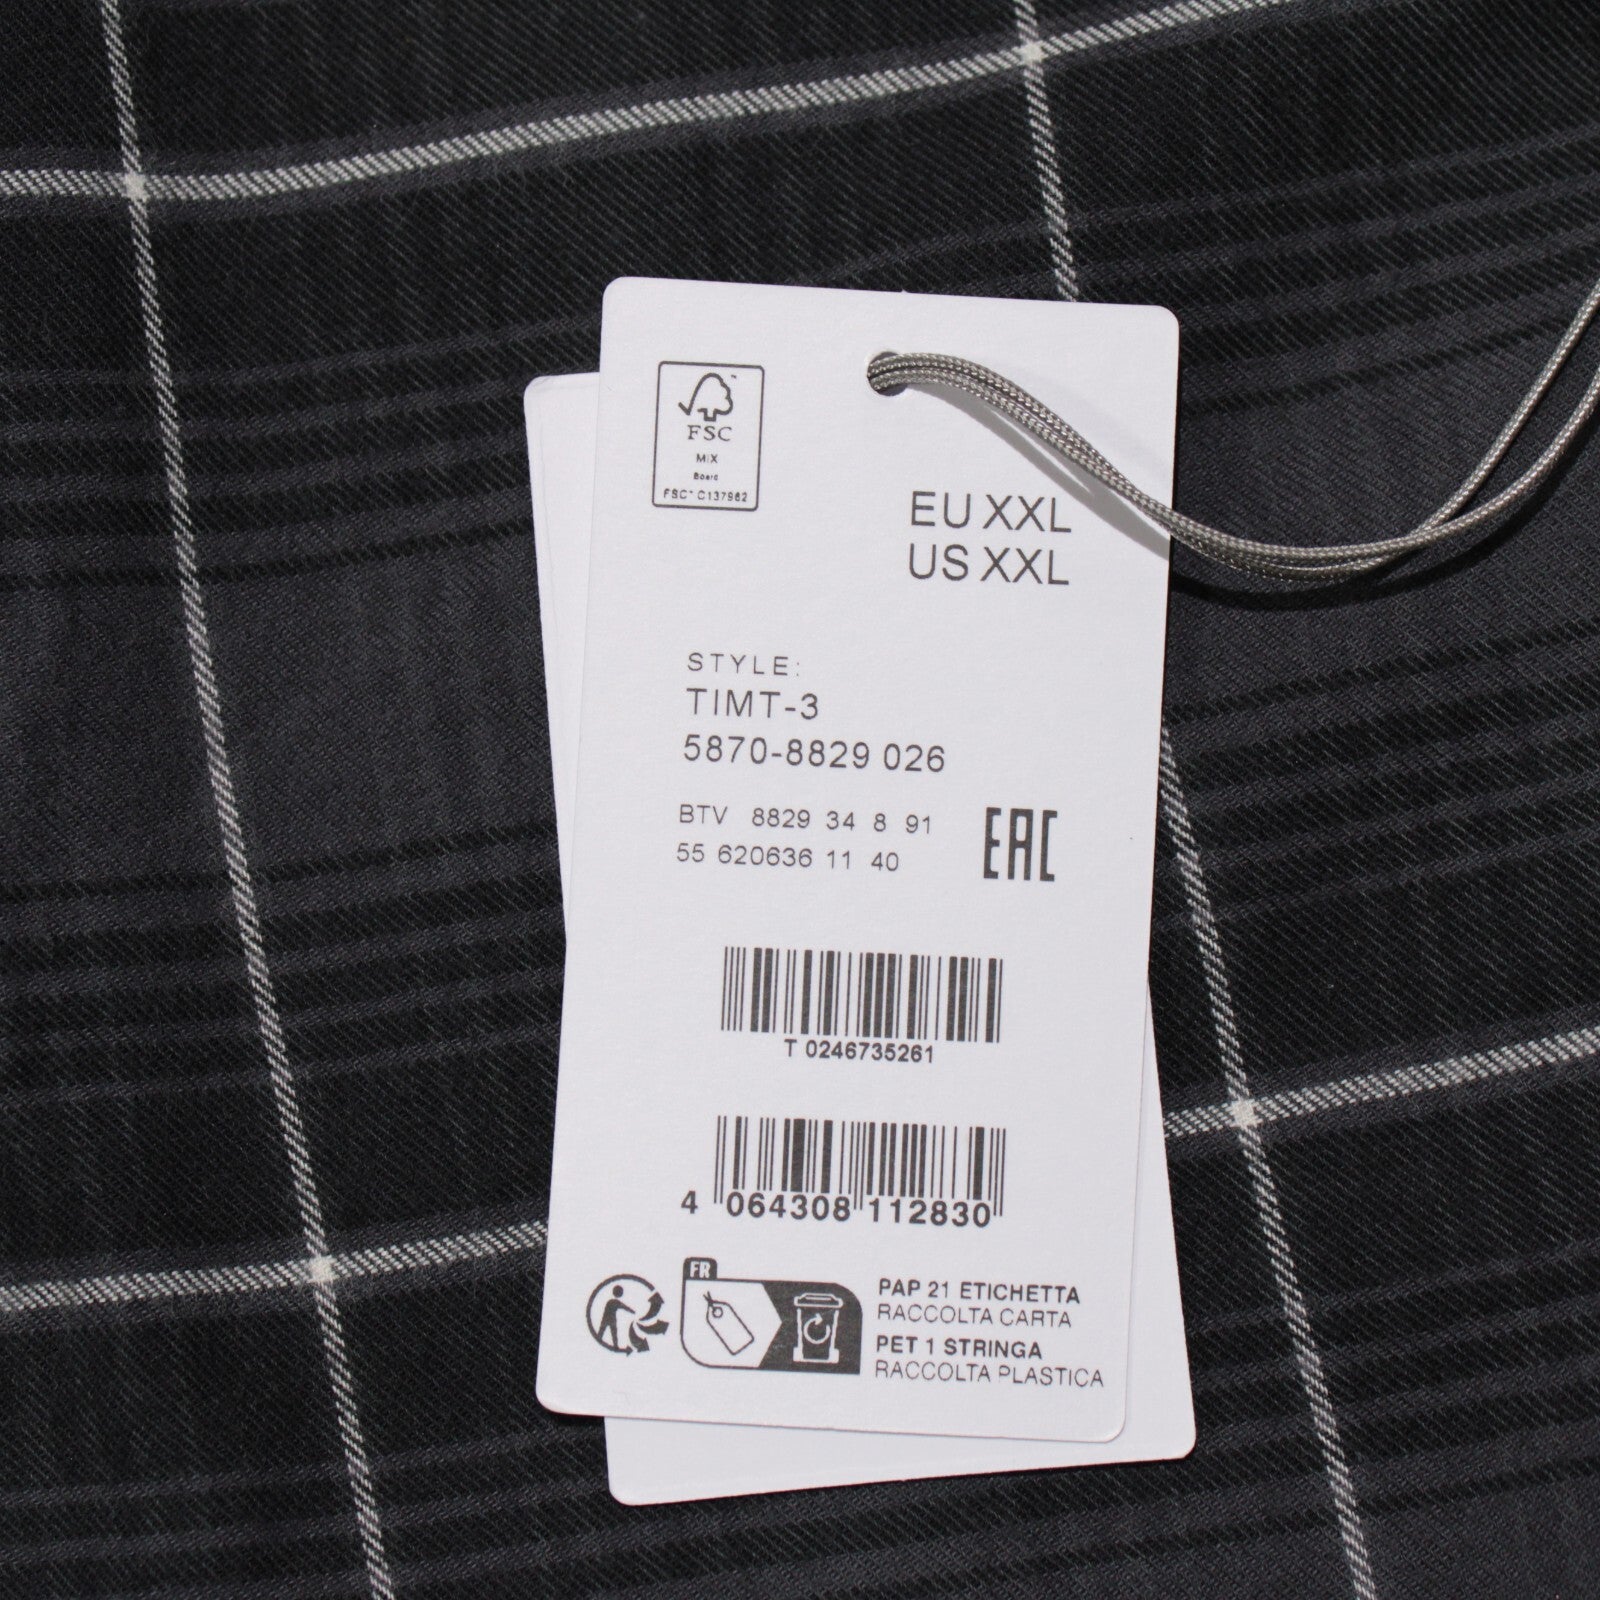 FSC
MIX
Board
FSC™ C137982
EU XXL
US XXL
STYLE:
TIMT-3
5870-8829 026
BTV 8829 34 8 91
55 620636 11 40
EAC
T 0246735261
4 064308 112830
FR
PAP 21 ETICHETTA
RACCOLTA CARTA
PET 1 STRINGA
RACCOLTA PLASTICA